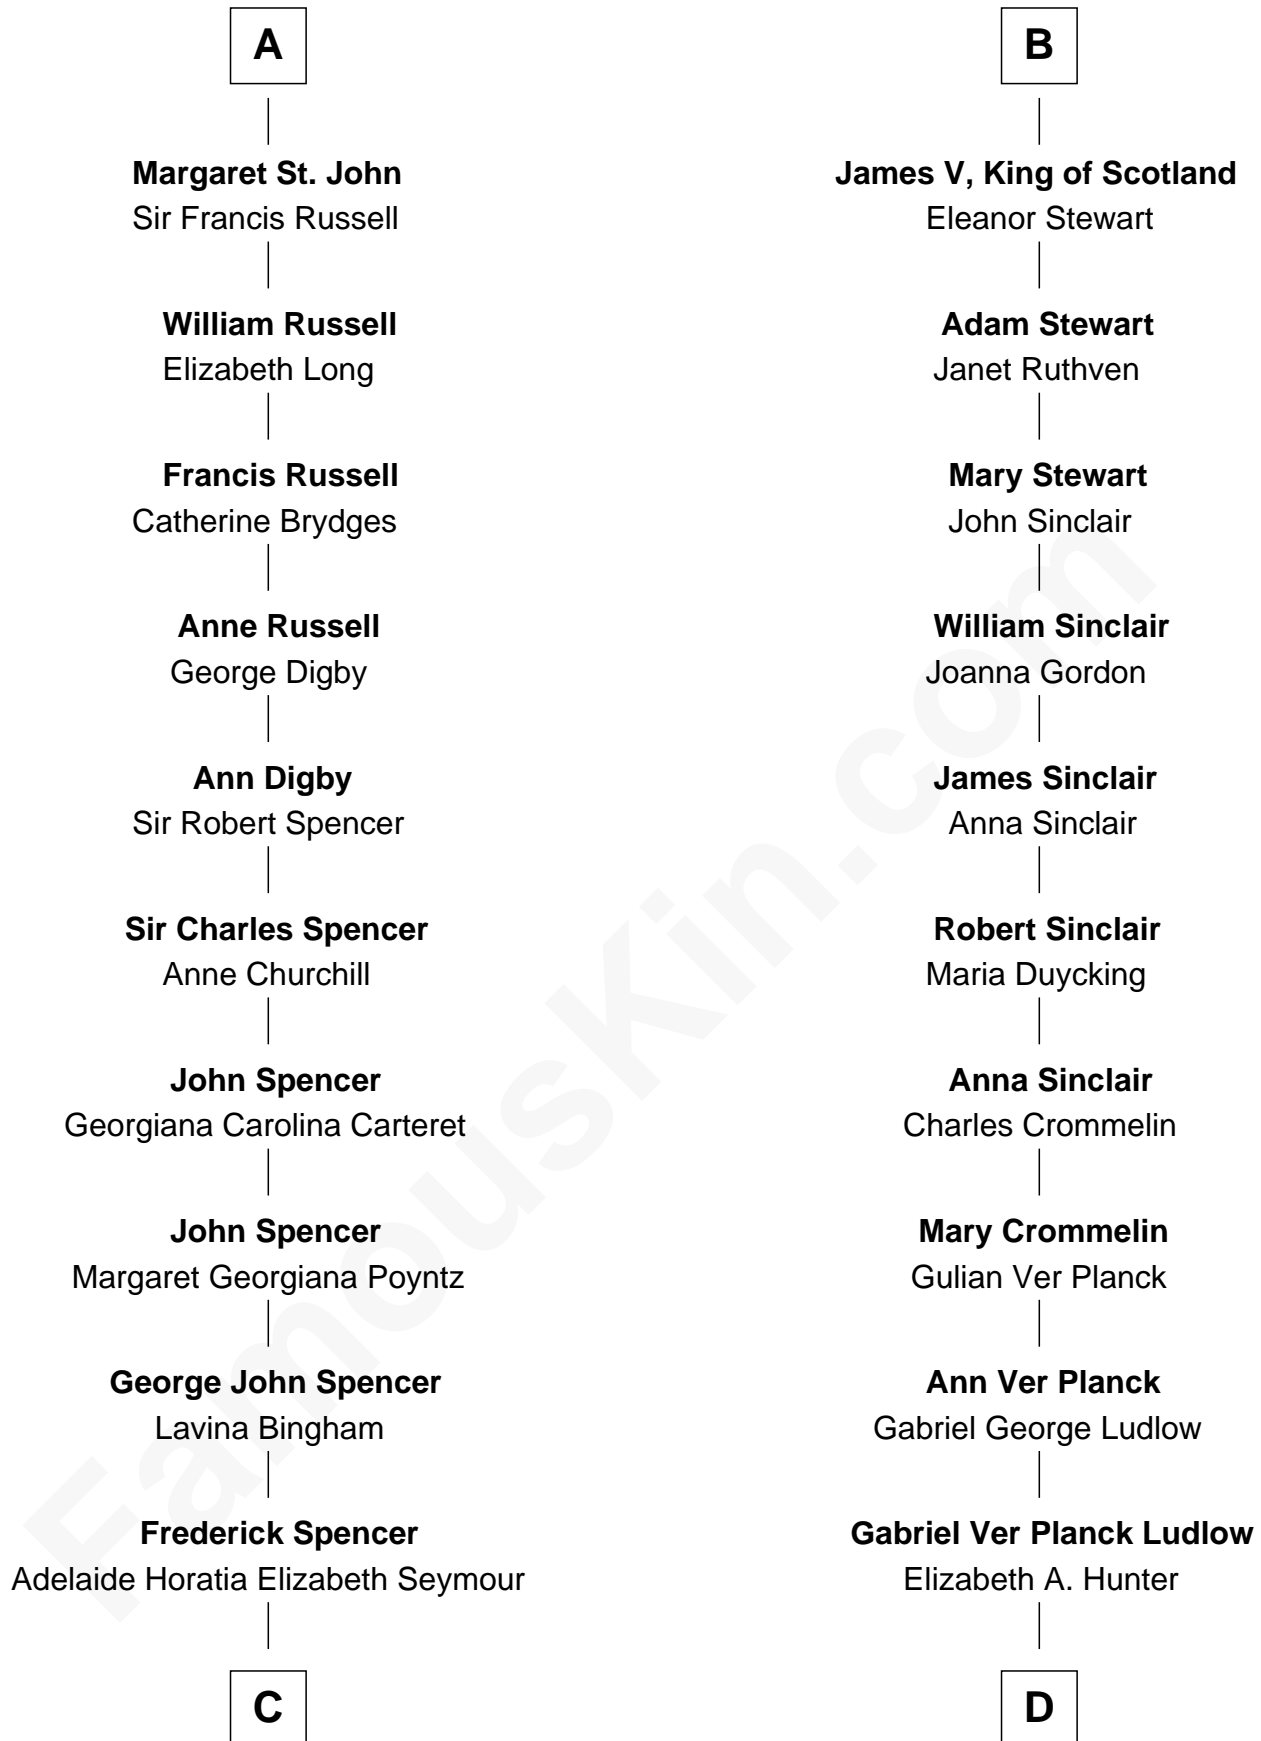 A
Margaret St. John
Sir Francis Russell
William Russell
Elizabeth Long
Francis Russell
Catherine Brydges
Anne Russell
George Digby
Ann Digby
Sir Robert Spencer
Sir Charles Spencer
Anne Churchill
John Spencer
Georgiana Carolina Carteret
John Spencer
Margaret Georgiana Poyntz
George John Spencer
Lavina Bingham
Frederick Spencer
Adelaide Horatia Elizabeth Seymour
C
B
James V, King of Scotland
Eleanor Stewart
Adam Stewart
Janet Ruthven
Mary Stewart
John Sinclair
William Sinclair
Joanna Gordon
James Sinclair
Anna Sinclair
Robert Sinclair
Maria Duycking
Anna Sinclair
Charles Crommelin
Mary Crommelin
Gulian Ver Planck
Ann Ver Planck
Gabriel George Ludlow
Gabriel Ver Planck Ludlow
Elizabeth A. Hunter
D
FamousKin.com